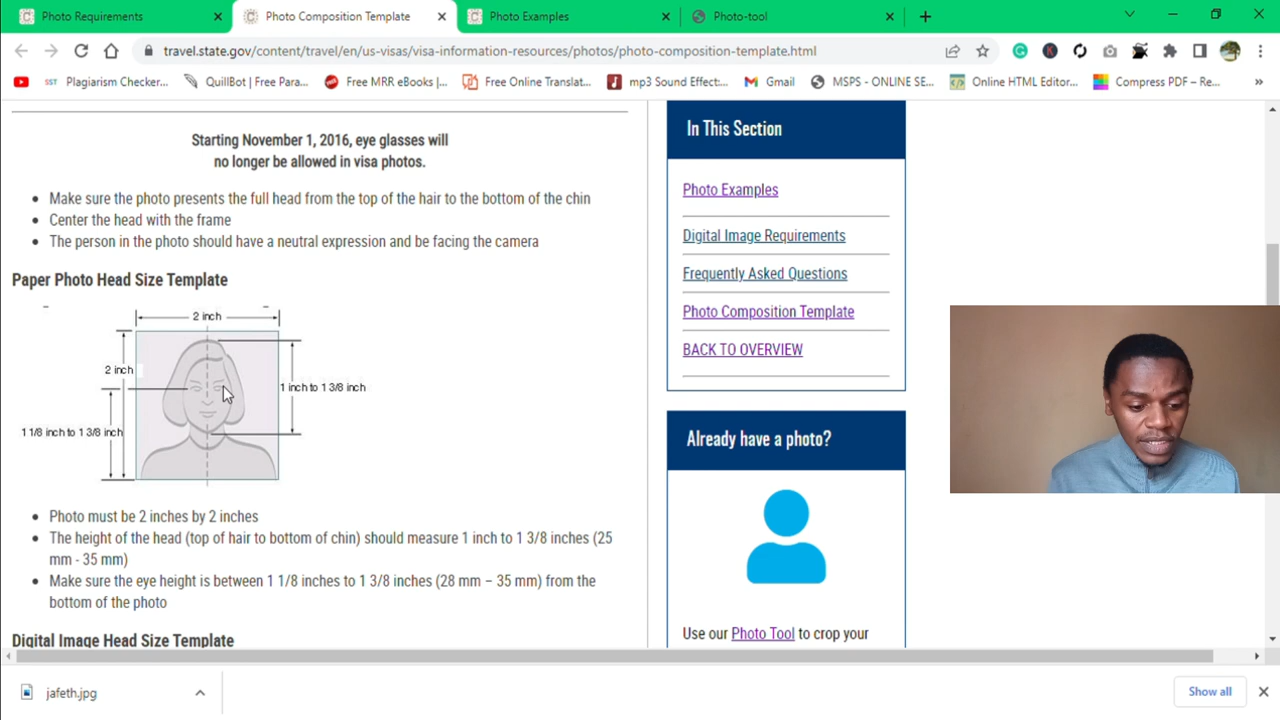 Photo Requirements
Photo Composition Template
Photo Examples
Photo-tool
travel.state.gov/content/travel/en/us-visas/visa-information-resources/photos/photo-composition-template.html
SST Plagiarism Checker...
QuillBot | Free Para...
Free MRR eBooks |...
Free Online Translat...
mp3 Sound Effect:...
Gmail
MSPS - ONLINE SE...
Online HTML Editor...
Compress PDF – Re...
»
Starting November 1, 2016, eye glasses will
no longer be allowed in visa photos.
• Make sure the photo presents the full head from the top of the hair to the bottom of the chin
• Center the head with the frame
• The person in the photo should have a neutral expression and be facing the camera
Paper Photo Head Size Template
2 inch
2 inch
1 inch to 1 3/8 inch
1 1/8 inch to 1 3/8 inch
• Photo must be 2 inches by 2 inches
• The height of the head (top of hair to bottom of chin) should measure 1 inch to 1 3/8 inches (25
mm - 35 mm)
• Make sure the eye height is between 1 1/8 inches to 1 3/8 inches (28 mm – 35 mm) from the
bottom of the photo
Digital Image Head Size Template
In This Section
Photo Examples
Digital Image Requirements
Frequently Asked Questions
Photo Composition Template
BACK TO OVERVIEW
Already have a photo?
Use our Photo Tool to crop your
jafeth.jpg
Show all